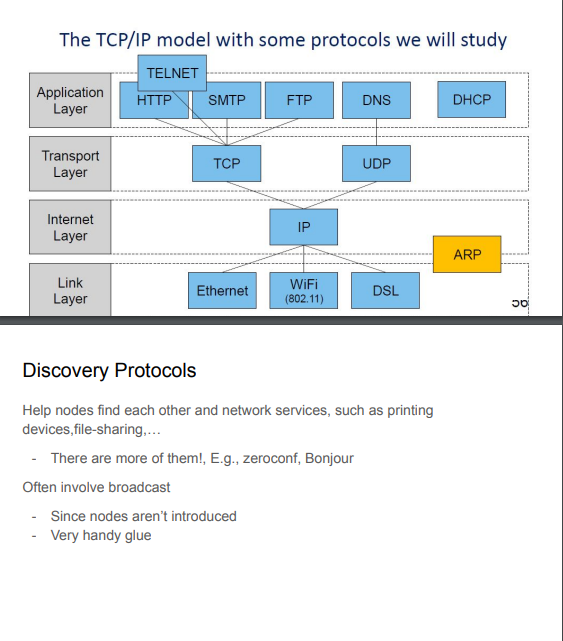 The TCP/IP model with some protocols we will study
TELNET
Application
Layer
HTTP
SMTP
FTP
DNS
DHCP
Transport
Layer
TCP
UDP
Internet
Layer
IP
ARP
Link
Layer
Ethernet
WiFi
(802.11)
DSL
Discovery Protocols
Help nodes find each other and network services, such as printing
devices,file-sharing,...
- There are more of them!, E.g., zeroconf, Bonjour
Often involve broadcast
- Since nodes aren't introduced
- Very handy glue